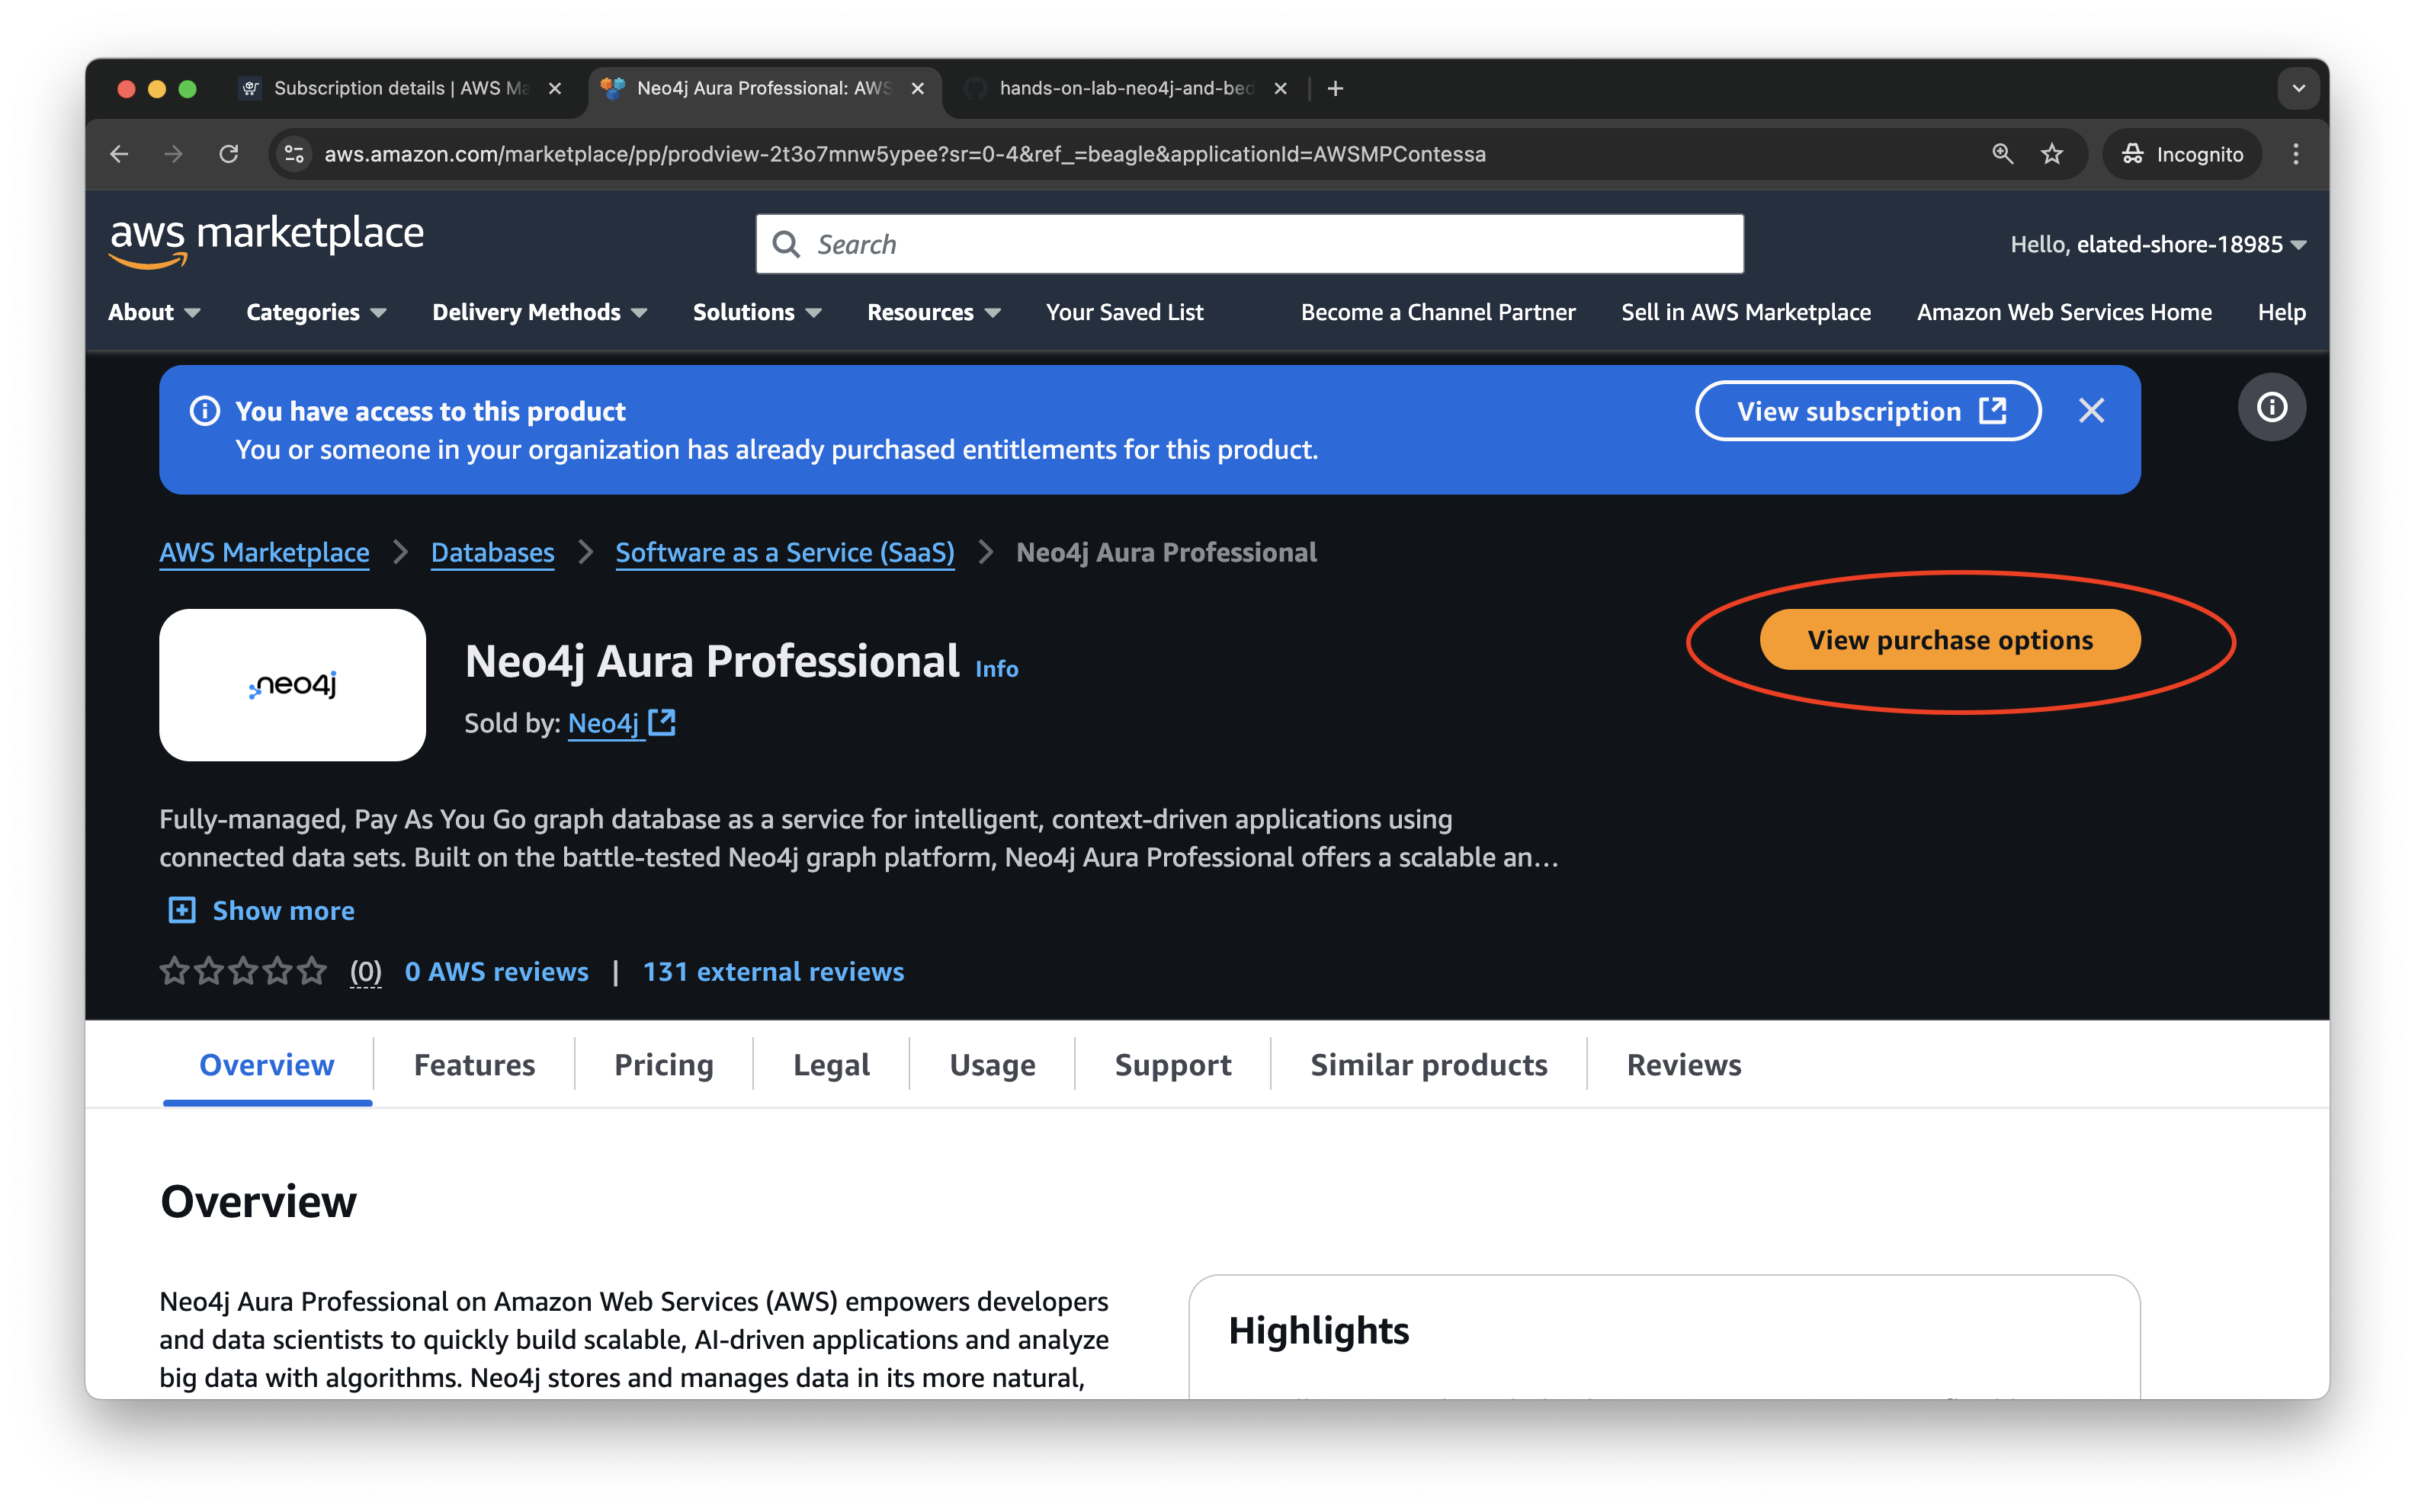 Subscription details | AWS Ma
Neo4j Aura Professional: AWS
hands-on-lab-neo4j-and-bed
aws.amazon.com/marketplace/pp/prodview-2t3o7mnw5ypee?sr=0-4&ref_=beagle&applicationId=AWSMPContessa
Incognito
aws marketplace
Search
Hello, elated-shore-18985
About
Categories
Delivery Methods
Solutions
Resources
Your Saved List
Become a Channel Partner
Sell in AWS Marketplace
Amazon Web Services Home
Help
You have access to this product
You or someone in your organization has already purchased entitlements for this product.
View subscription
AWS Marketplace
Databases
Software as a Service (SaaS)
Neo4j Aura Professional
neo4j
Neo4j Aura Professional Info
Sold by: Neo4j
View purchase options
Fully-managed, Pay As You Go graph database as a service for intelligent, context-driven applications using
connected data sets. Built on the battle-tested Neo4j graph platform, Neo4j Aura Professional offers a scalable an...
Show more
(0) 0 AWS reviews | 131 external reviews
Overview
Features
Pricing
Legal
Usage
Support
Similar products
Reviews
Overview
Neo4j Aura Professional on Amazon Web Services (AWS) empowers developers
and data scientists to quickly build scalable, AI-driven applications and analyze
big data with algorithms. Neo4j stores and manages data in its more natural,
Highlights